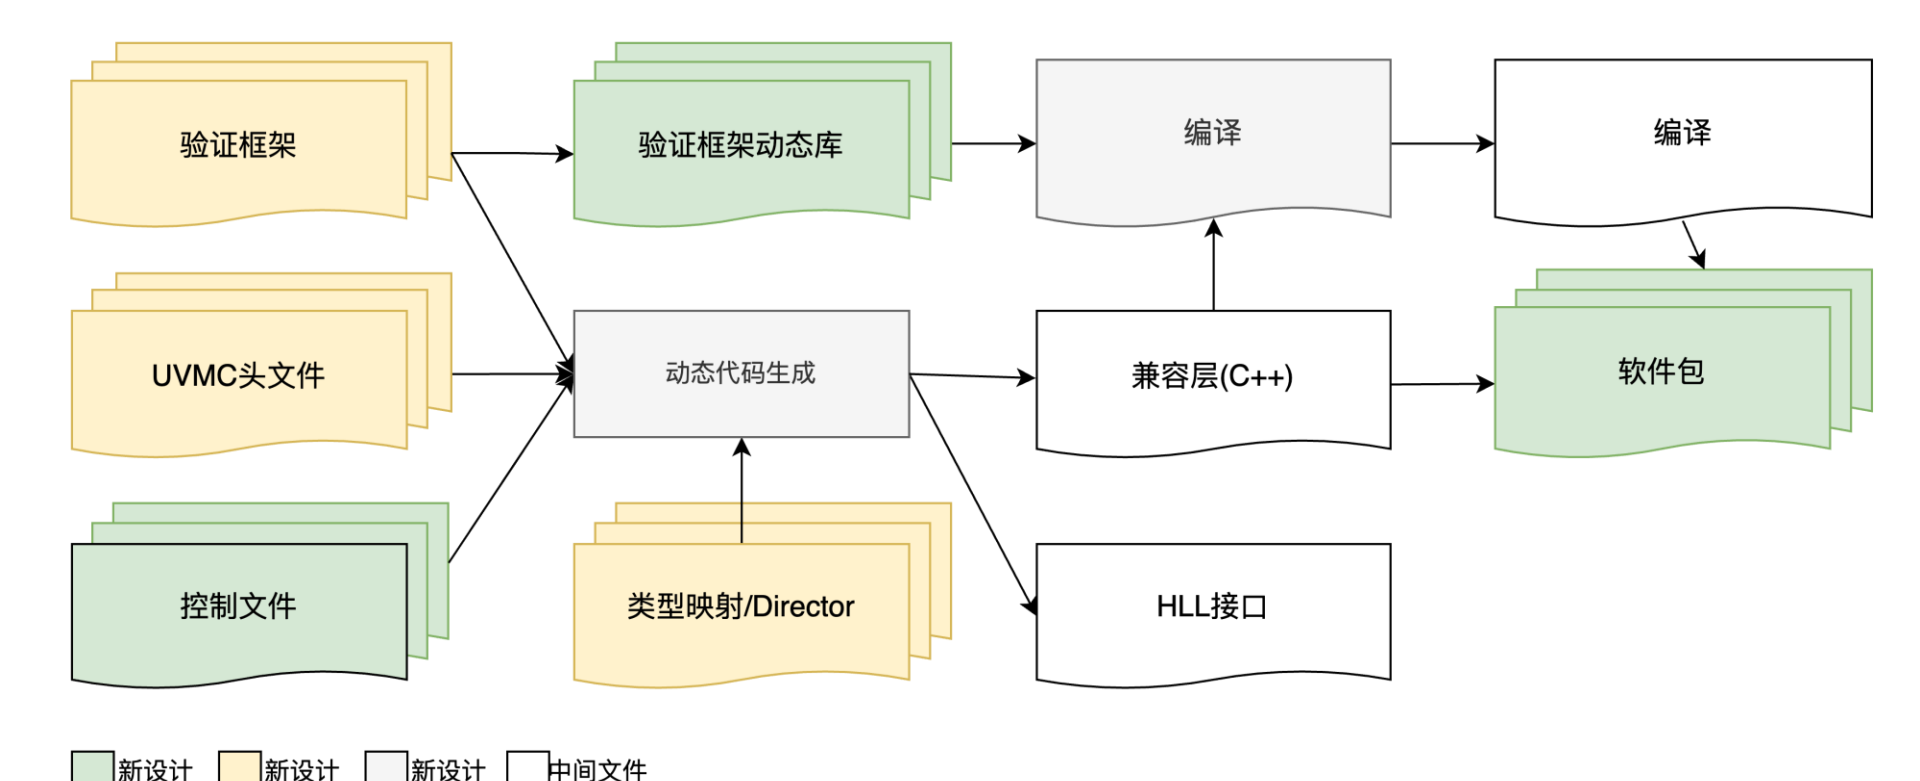 验证框架
验证框架动态库
编译
编译
UVMC头文件
动态代码生成
兼容层(C++)
软件包
控制文件
类型映射/Director
HLL接口
新设计
新设计
新设计
中间文件